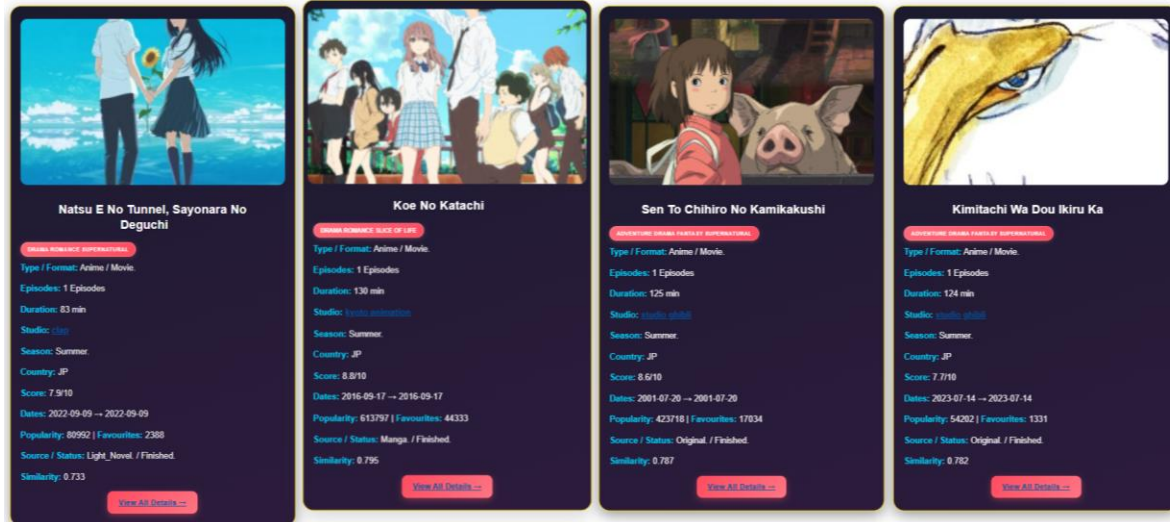 Natsu E No Tunnel, Sayonara No
Deguchi
DRAMA ROMANCE SUPERNATURAL
Type / Format: Anime / Movie.
Episodes: 1 Episodes
Duration: 83 min
Studio: clap
Season: Summer.
Country: JP
Score: 7.9/10
Dates: 2022-09-09 → 2022-09-09
Popularity: 80992 | Favourites: 2388
Source / Status: Light_Novel. / Finished.
Similarity: 0.733
View All Details →
Koe No Katachi
DRAMA ROMANCE SLICE OF LIFE
Type / Format: Anime / Movie.
Episodes: 1 Episodes
Duration: 130 min
Studio: kyoto animation
Season: Summer.
Country: JP
Score: 8.8/10
Dates: 2016-09-17 → 2016-09-17
Popularity: 613797 | Favourites: 44333
Source / Status: Manga. / Finished.
Similarity: 0.795
View All Details →
Sen To Chihiro No Kamikakushi
ADVENTURE DRAMA FANTASY SUPERNATURAL
Type / Format: Anime / Movie.
Episodes: 1 Episodes
Duration: 125 min
Studio: studio ghibli
Season: Summer.
Country: JP
Score: 8.6/10
Dates: 2001-07-20 → 2001-07-20
Popularity: 423718 | Favourites: 17034
Source / Status: Original. / Finished.
Similarity: 0.787
View All Details →
Kimitachi Wa Dou Ikiru Ka
ADVENTURE DRAMA FANTASY SUPERNATURAL
Type / Format: Anime / Movie.
Episodes: 1 Episodes
Duration: 124 min
Studio: studio ghibli
Season: Summer.
Country: JP
Score: 7.7/10
Dates: 2023-07-14 → 2023-07-14
Popularity: 54202 | Favourites: 1331
Source / Status: Original. / Finished.
Similarity: 0.782
View All Details →